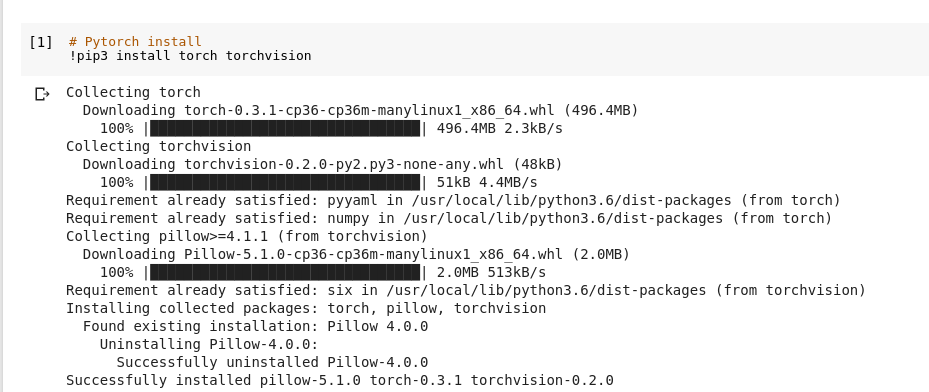 [1] # Pytorch install
!pip3 install torch torchvision
Collecting torch
Downloading torch-0.3.1-cp36-cp36m-manylinux1_x86_64.whl (496.4MB)
100% |████████████████████████████████| 496.4MB 2.3kB/s
Collecting torchvision
Downloading torchvision-0.2.0-py2.py3-none-any.whl (48kB)
100% |████████████████████████████████| 51kB 4.4MB/s
Requirement already satisfied: pyyaml in /usr/local/lib/python3.6/dist-packages (from torch)
Requirement already satisfied: numpy in /usr/local/lib/python3.6/dist-packages (from torch)
Collecting pillow>=4.1.1 (from torchvision)
Downloading Pillow-5.1.0-cp36-cp36m-manylinux1_x86_64.whl (2.0MB)
100% |████████████████████████████████| 2.0MB 513kB/s
Requirement already satisfied: six in /usr/local/lib/python3.6/dist-packages (from torchvision)
Installing collected packages: torch, pillow, torchvision
Found existing installation: Pillow 4.0.0
Uninstalling Pillow-4.0.0:
Successfully uninstalled Pillow-4.0.0
Successfully installed pillow-5.1.0 torch-0.3.1 torchvision-0.2.0